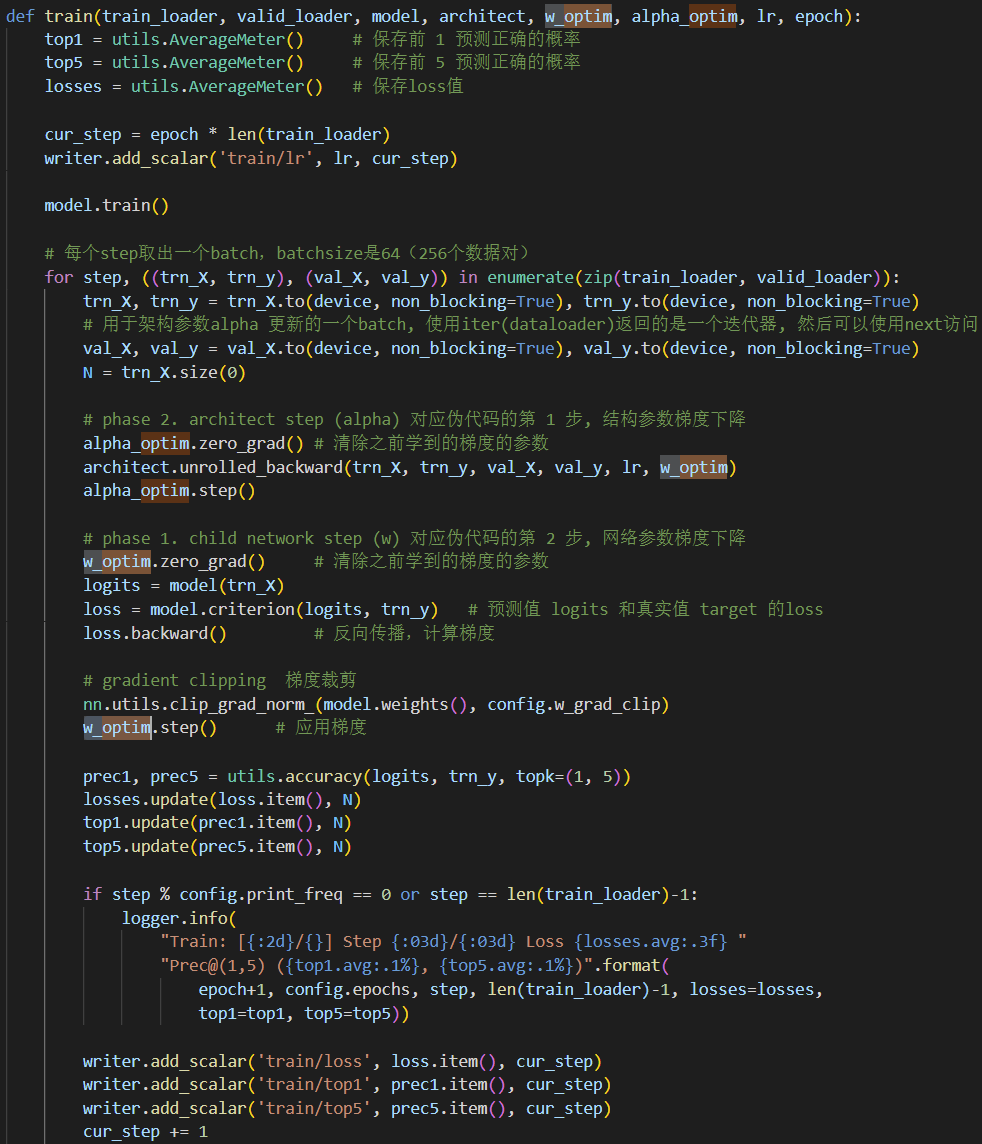 def train(train_loader, valid_loader, model, architect, w_optim, alpha_optim, lr, epoch):
    top1 = utils.AverageMeter()     # 保存前 1 预测正确的概率
    top5 = utils.AverageMeter()     # 保存前 5 预测正确的概率
    losses = utils.AverageMeter()   # 保存loss值

    cur_step = epoch * len(train_loader)
    writer.add_scalar('train/lr', lr, cur_step)

    model.train()

    # 每个step取出一个batch，batchsize是64（256个数据对）
    for step, ((trn_X, trn_y), (val_X, val_y)) in enumerate(zip(train_loader, valid_loader)):
        trn_X, trn_y = trn_X.to(device, non_blocking=True), trn_y.to(device, non_blocking=True)
        # 用于架构参数alpha 更新的一个batch, 使用iter(dataloader)返回的是一个迭代器, 然后可以使用next访问
        val_X, val_y = val_X.to(device, non_blocking=True), val_y.to(device, non_blocking=True)
        N = trn_X.size(0)

        # phase 2. architect step (alpha) 对应伪代码的第 1 步, 结构参数梯度下降
        alpha_optim.zero_grad() # 清除之前学到的梯度的参数
        architect.unrolled_backward(trn_X, trn_y, val_X, val_y, lr, w_optim)
        alpha_optim.step()

        # phase 1. child network step (w) 对应伪代码的第 2 步, 网络参数梯度下降
        w_optim.zero_grad()     # 清除之前学到的梯度的参数
        logits = model(trn_X)
        loss = model.criterion(logits, trn_y)   # 预测值 logits 和真实值 target 的loss
        loss.backward()         # 反向传播，计算梯度

        # gradient clipping  梯度裁剪
        nn.utils.clip_grad_norm_(model.weights(), config.w_grad_clip)
        w_optim.step()      # 应用梯度

        prec1, prec5 = utils.accuracy(logits, trn_y, topk=(1, 5))
        losses.update(loss.item(), N)
        top1.update(prec1.item(), N)
        top5.update(prec5.item(), N)

        if step % config.print_freq == 0 or step == len(train_loader)-1:
            logger.info(
                "Train: [{:2d}/{}] Step {:03d}/{:03d} Loss {losses.avg:.3f} "
                "Prec@(1,5) ({top1.avg:.1%}, {top5.avg:.1%})".format(
                    epoch+1, config.epochs, step, len(train_loader)-1, losses=losses,
                    top1=top1, top5=top5))

        writer.add_scalar('train/loss', loss.item(), cur_step)
        writer.add_scalar('train/top1', prec1.item(), cur_step)
        writer.add_scalar('train/top5', prec5.item(), cur_step)
        cur_step += 1